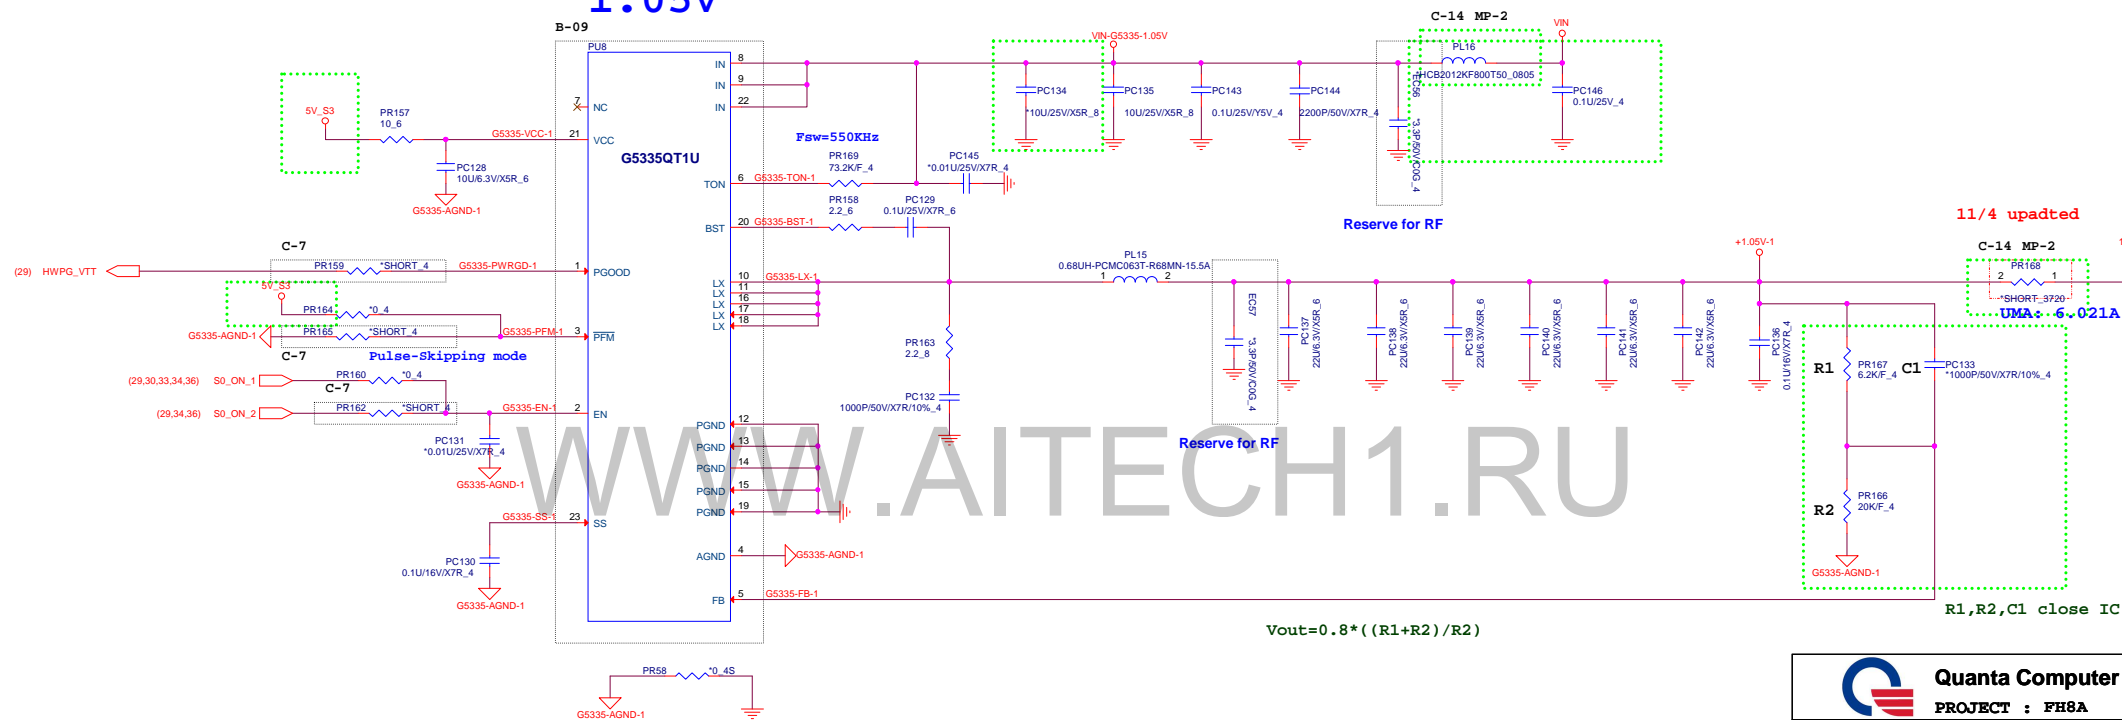 1.05V
B-09
PU8
G5335QT1U
NC
7
VCC
21
PGOOD
1
PFM
3
EN
2
SS
23
IN
8
IN
9
IN
22
TON
6
BST
20
LX
10
LX
11
LX
16
LX
17
LX
18
PGND
12
PGND
13
PGND
14
PGND
15
PGND
19
AGND
4
FB
5
5V_S3
PR157
10_6
G5335-VCC-1
PC128
10U/6.3V/X5R_6
G5335-AGND-1
C-7
(29) HWPG_VTT
PR159
*SHORT_4
G5335-PWRGD-1
5V_S3
PR164
*0_4
G5335-AGND-1
PR165
*SHORT_4
G5335-PFM-1
C-7
Pulse-Skipping mode
(29,30,33,34,36) S0_ON_1
PR160
*0_4
C-7
(29,34,36) S0_ON_2
PR162
*SHORT_4
G5335-EN-1
PC131
*0.01U/25V/X7R_4
G5335-AGND-1
G5335-SS-1
PC130
0.1U/16V/X7R_4
G5335-AGND-1
Fsw=550KHz
G5335-TON-1
PR169
73.2K/F_4
PC145
*0.01U/25V/X7R_4
G5335-BST-1
PR158
2.2_6
PC129
0.1U/25V/X7R_6
VIN-G5335-1.05V
PC134
*10U/25V/X5R_8
PC135
10U/25V/X5R_8
PC143
0.1U/25V/Y5V_4
PC144
2200P/50V/X7R_4
EC56
*3.3P/50V/C0G_4
C-14 MP-2
PL16
*HCB2012KF800T50_0805
VIN
PC146
0.1U/25V_4
Reserve for RF
G5335-LX-1
PL15
0.68UH-PCMC063T-R68MN-15.5A
1
2
PR163
2.2_8
PC132
1000P/50V/X7R/10%_4
EC57
*3.3P/50V/C0G_4
Reserve for RF
PC137
22U/6.3V/X5R_6
PC138
22U/6.3V/X5R_6
PC139
22U/6.3V/X5R_6
PC140
22U/6.3V/X5R_6
PC141
22U/6.3V/X5R_6
PC142
22U/6.3V/X5R_6
+1.05V-1
PC136
0.1U/16V/X7R_4
11/4 upadted
C-14 MP-2
PR168
2
1
*SHORT_3720
UMA: 6.021A
R1
PR167
6.2K/F_4
C1
PC133
*1000P/50V/X7R/10%_4
R2
PR166
20K/F_4
G5335-AGND-1
R1,R2,C1 close IC
G5335-AGND-1
G5335-FB-1
Vout=0.8*((R1+R2)/R2)
PR58
*0_4S
G5335-AGND-1
WWW.AITECH1.RU
Quanta Computer
PROJECT : FH8A